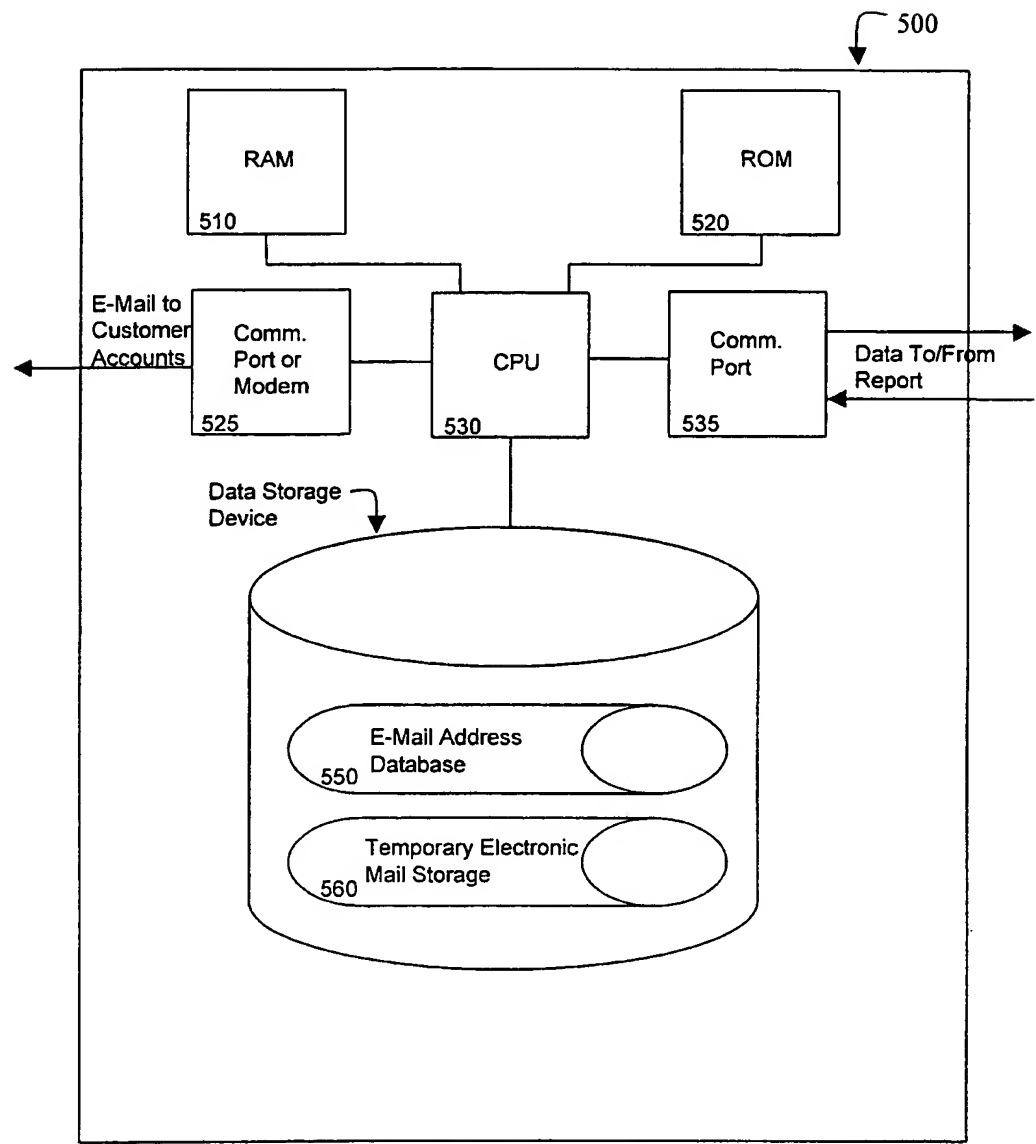 500
RAM
510
ROM
520
E-Mail to
Customer
Accounts
Comm.
Port or
Modem
525
CPU
530
Comm.
Port
535
Data To/From
Report
Data Storage
Device
E-Mail Address
Database
550
Temporary Electronic
Mail Storage
560